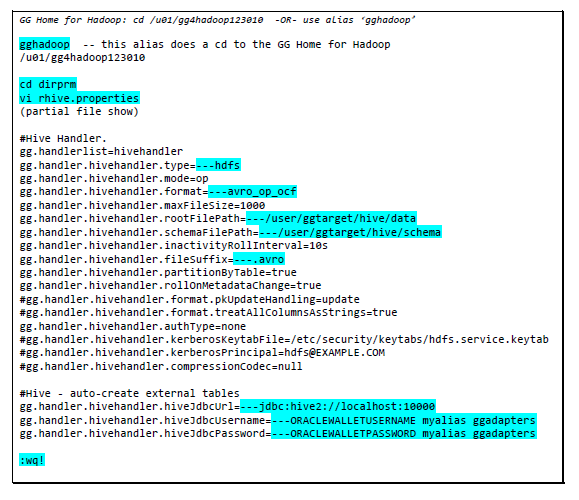 GG Home for Hadoop: cd /u01/gg4hadoop123010  -OR- use alias ‘gghadoop’
gghadoop  -- this alias does a cd to the GG Home for Hadoop
/u01/gg4hadoop123010
cd dirprm
vi rhive.properties
(partial file show)
#Hive Handler.
gg.handlerlist=hivehandler
gg.handler.hivehandler.type=---hdfs
gg.handler.hivehandler.mode=op
gg.handler.hivehandler.format=---avro_op_ocf
gg.handler.hivehandler.maxFileSize=1000
gg.handler.hivehandler.rootFilePath=---/user/ggtarget/hive/data
gg.handler.hivehandler.schemaFilePath=---/user/ggtarget/hive/schema
gg.handler.hivehandler.inactivityRollInterval=10s
gg.handler.hivehandler.fileSuffix=---.avro
gg.handler.hivehandler.partitionByTable=true
gg.handler.hivehandler.rollOnMetadataChange=true
#gg.handler.hivehandler.format.pkUpdateHandling=update
#gg.handler.hivehandler.format.treatAllColumnsAsStrings=true
gg.handler.hivehandler.authType=none
#gg.handler.hivehandler.kerberosKeytabFile=/etc/security/keytabs/hdfs.service.keytab
#gg.handler.hivehandler.kerberosPrincipal=hdfs@EXAMPLE.COM
#gg.handler.hivehandler.compressionCodec=null
#Hive - auto-create external tables
gg.handler.hivehandler.hiveJdbcUrl=---jdbc:hive2://localhost:10000
gg.handler.hivehandler.hiveJdbcUsername=---ORACLEWALLETUSERNAME myalias ggadapters
gg.handler.hivehandler.hiveJdbcPassword=---ORACLEWALLETPASSWORD myalias ggadapters
:wq!